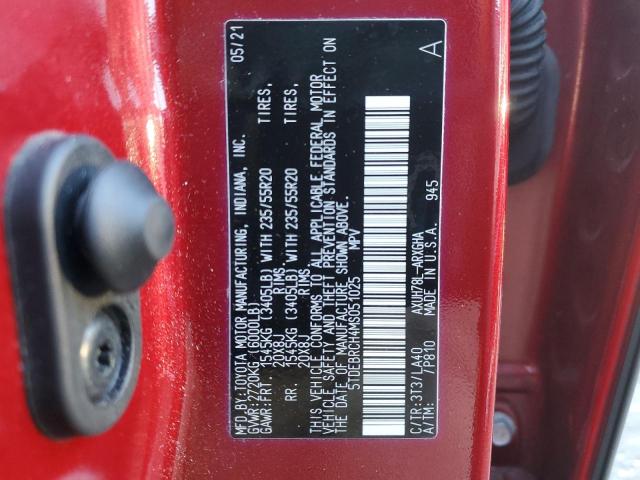 MFD.BY:TOYOTA MOTOR MANUFACTURING, INDIANA, INC. 05/21
GVWR:2720KG (6000LB)
GAWR:FRT. 1545KG (3405LB) WITH 235/55R20 TIRES,
20X8J RIMS
RR. 1545KG (3405LB) WITH 235/55R20 TIRES,
20X8J RIMS
THIS VEHICLE CONFORMS TO ALL APPLICABLE FEDERAL MOTOR
VEHICLE SAFETY AND THEFT PREVENTION STANDARDS IN EFFECT ON
THE DATE OF MANUFACTURE SHOWN ABOVE.
5TDEBRCH4MS051025 MPV
C/TR:3T3/LA40 AXUH78L-ARXGHA A
A/TM: /P810 MADE IN U.S.A. 945